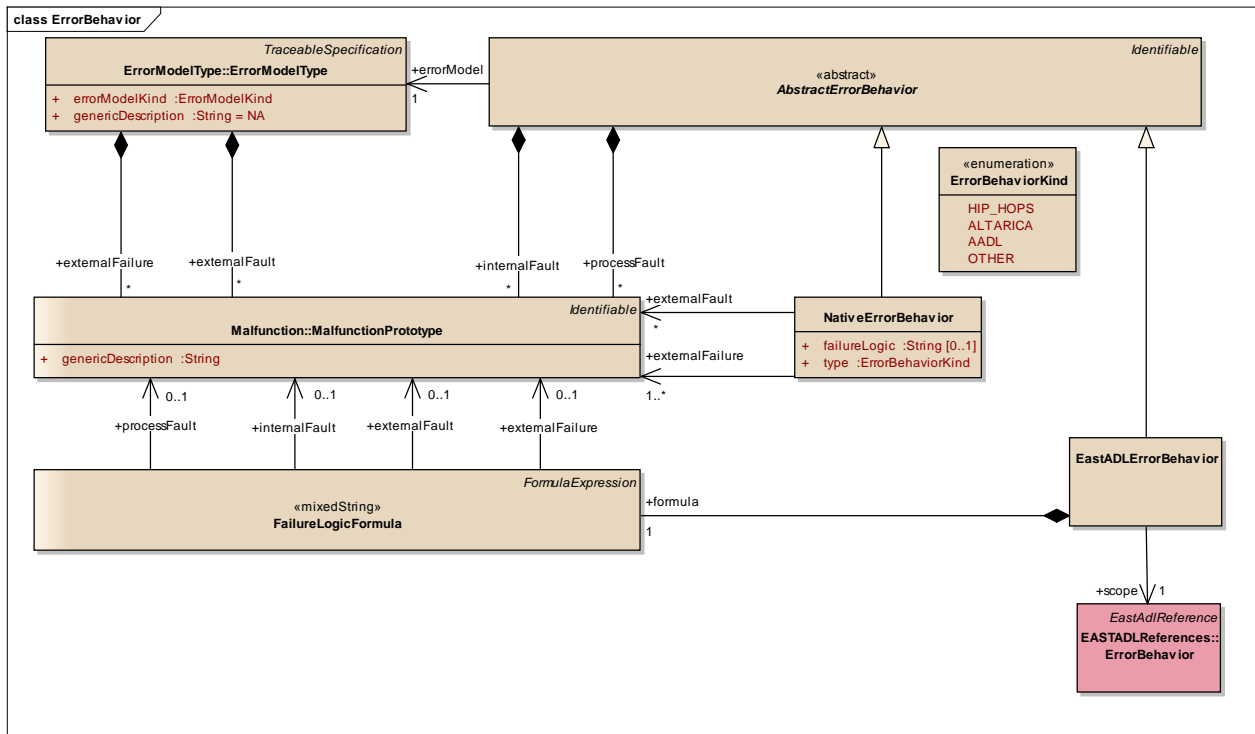 class ErrorBehavior
TraceableSpecification
ErrorModelType::ErrorModelType
+ errorModelKind :ErrorModelKind
+ genericDescription :String = NA
+errorModel
1
Identifiable
«abstract»
AbstractErrorBehavior
«enumeration»
ErrorBehaviorKind
HIP_HOPS
ALTARICA
AADL
OTHER
+externalFailure
*
+externalFault
*
+internalFault
*
+processFault
*
Identifiable
Malfunction::MalfunctionPrototype
+ genericDescription :String
+externalFault
*
+externalFailure
1..*
NativeErrorBehavior
+ failureLogic :String [0..1]
+ type :ErrorBehaviorKind
0..1
+processFault
0..1
+internalFault
0..1
+externalFault
0..1
+externalFailure
FormulaExpression
«mixedString»
FailureLogicFormula
+formula
1
EastADLErrorBehavior
+scope
1
EastAdlReference
EASTADLReferences::
ErrorBehavior